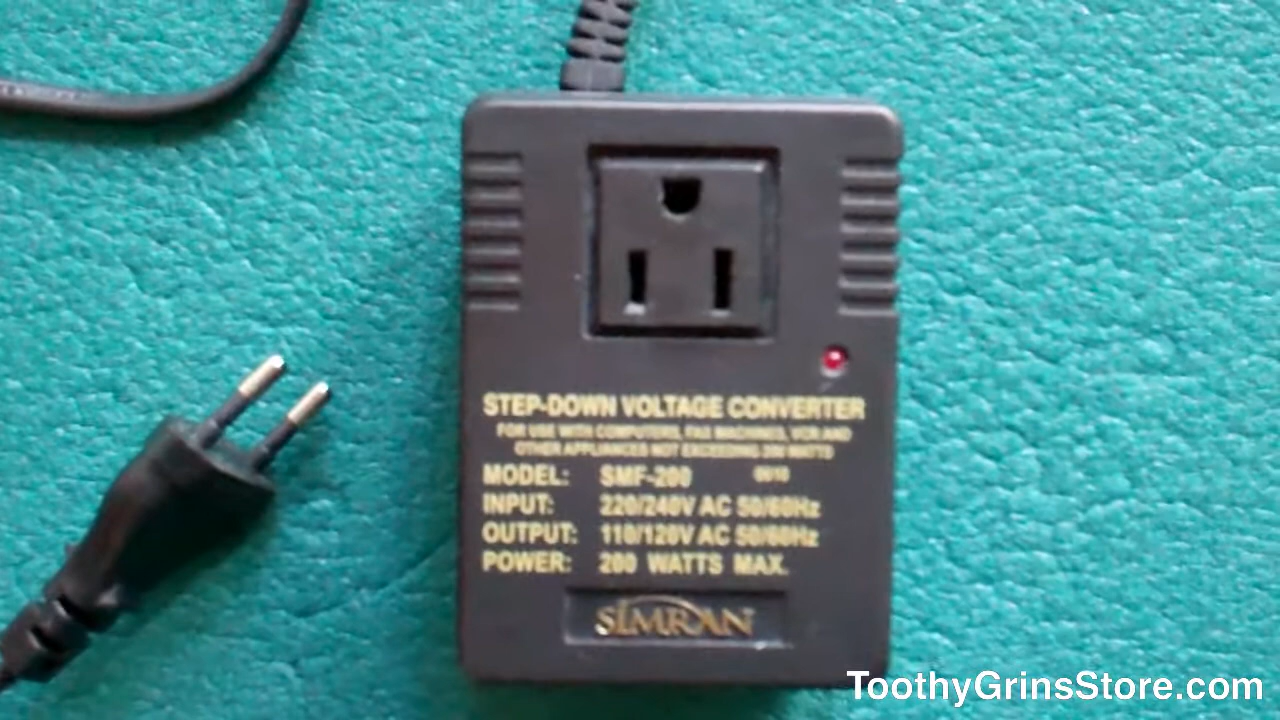 STEP-DOWN VOLTAGE CONVERTER
FOR USE WITH COMPUTERS, FAX MACHINES, VCR AND
OTHER APPLIANCES NOT EXCEEDING 200 WATTS
MODEL: SMF-200
INPUT: 220/240V AC 50/60Hz
OUTPUT: 110/120V AC 50/60Hz
POWER: 200 WATTS MAX.
SIMRAN
ToothyGrinsStore.com